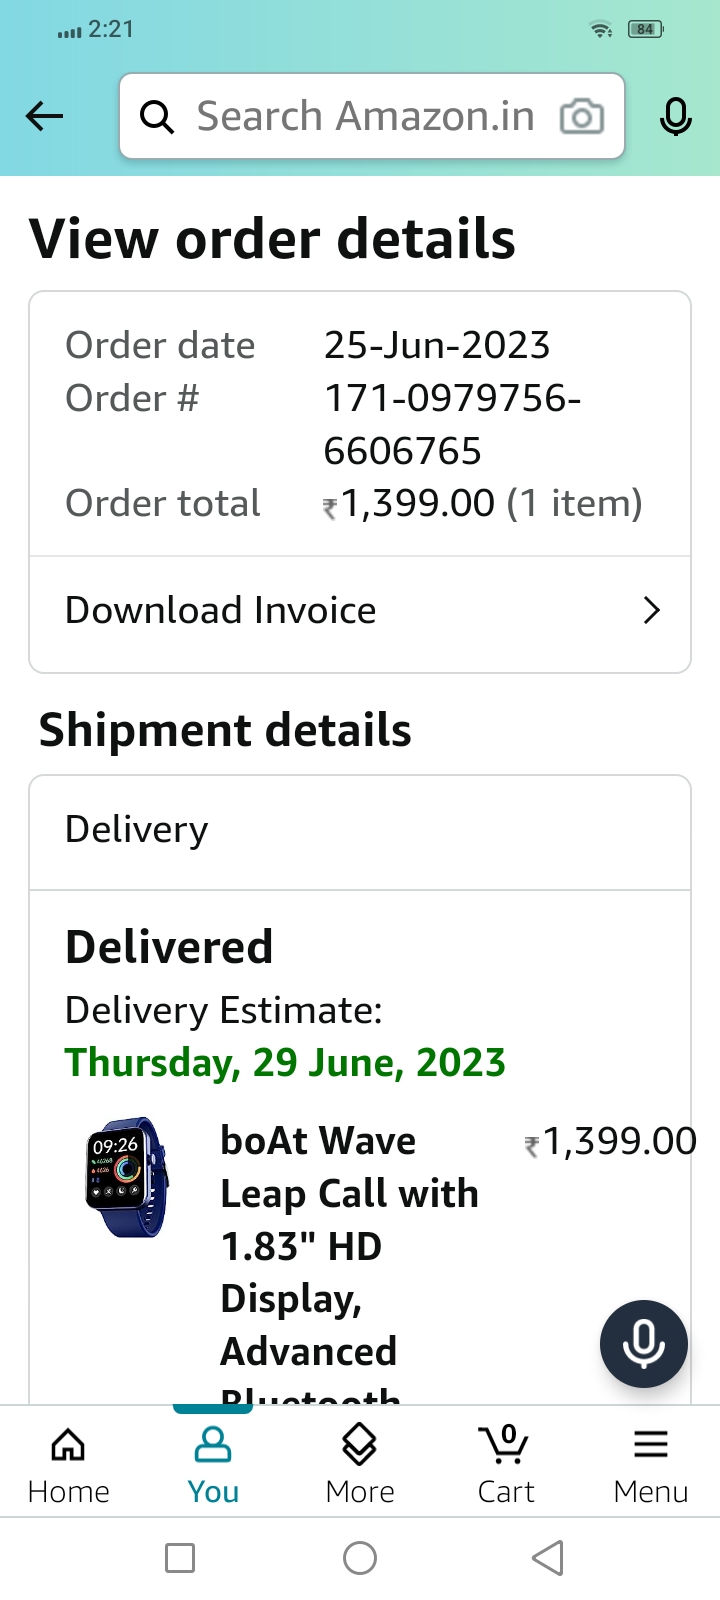 2:21
84
Search Amazon.in
View order details
Order date 25-Jun-2023
Order # 171-0979756-
6606765
Order total ₹1,399.00 (1 item)
Download Invoice
Shipment details
Delivery
Delivered
Delivery Estimate:
Thursday, 29 June, 2023
09:26
boAt Wave ₹1,399.00
Leap Call with
1.83" HD
Display,
Advanced
Bluetooth
0
Home You More Cart Menu